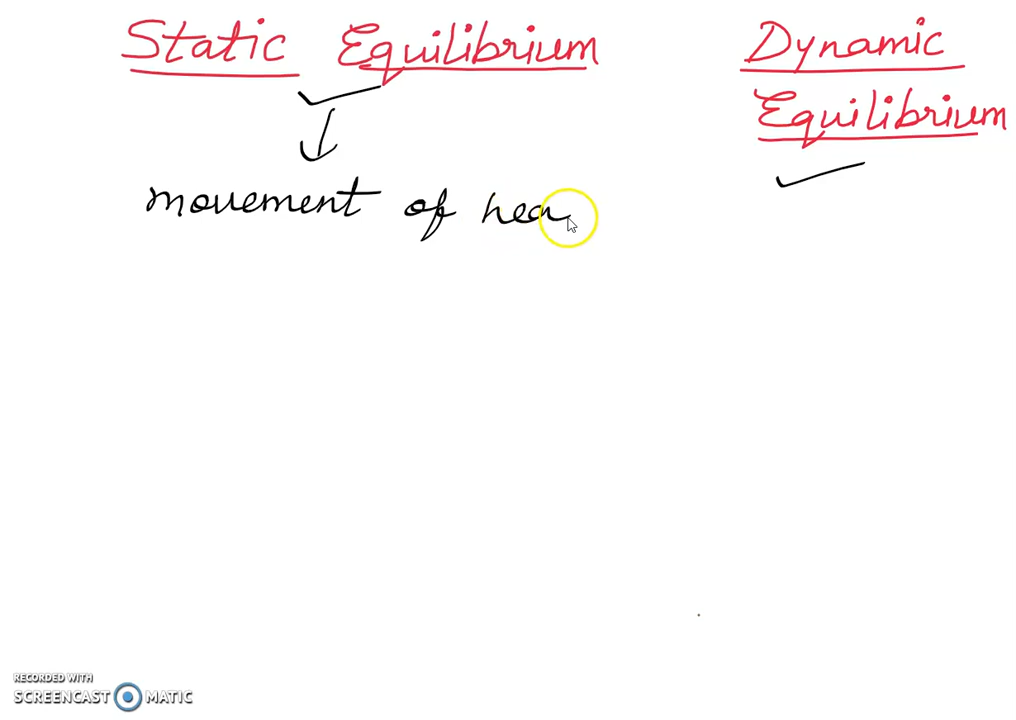 Static Equilibrium
Dynamic
Equilibrium
movement of hea
RECORDED WITH
SCREENCAST MATIC